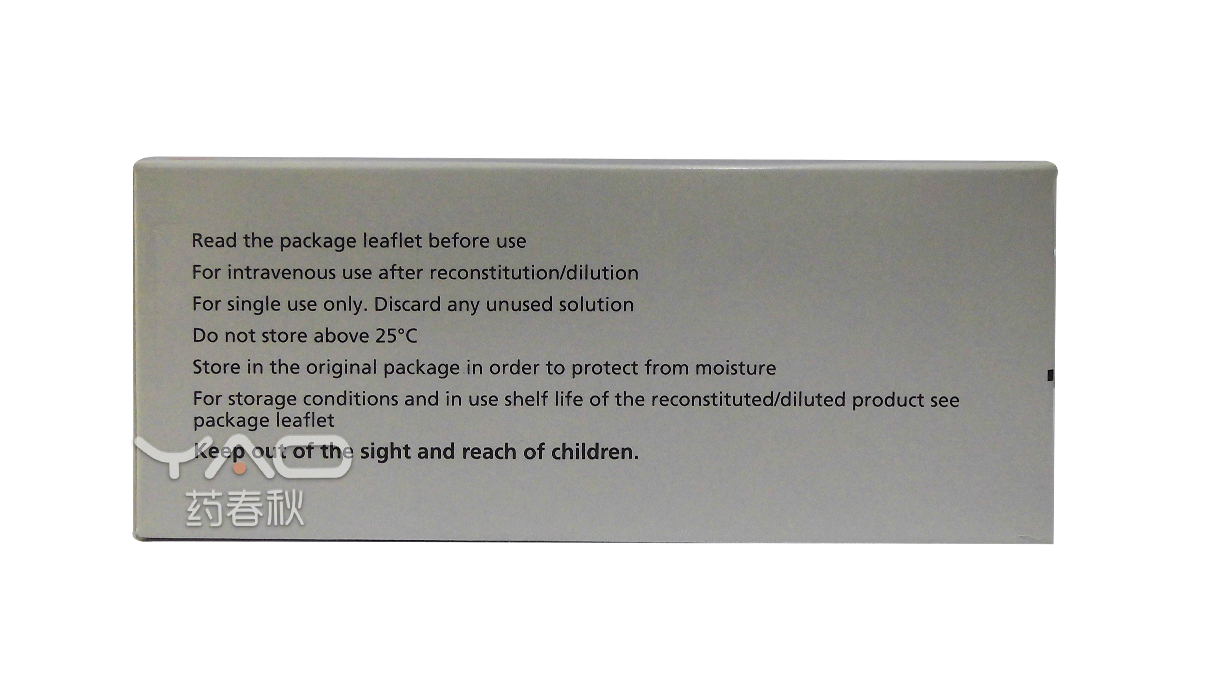 Read the package leaflet before use
For intravenous use after reconstitution/dilution
For single use only. Discard any unused solution
Do not store above 25°C
Store in the original package in order to protect from moisture
For storage conditions and in use shelf life of the reconstituted/diluted product see
package leaflet
Keep out of the sight and reach of children.
YAO
药春秋